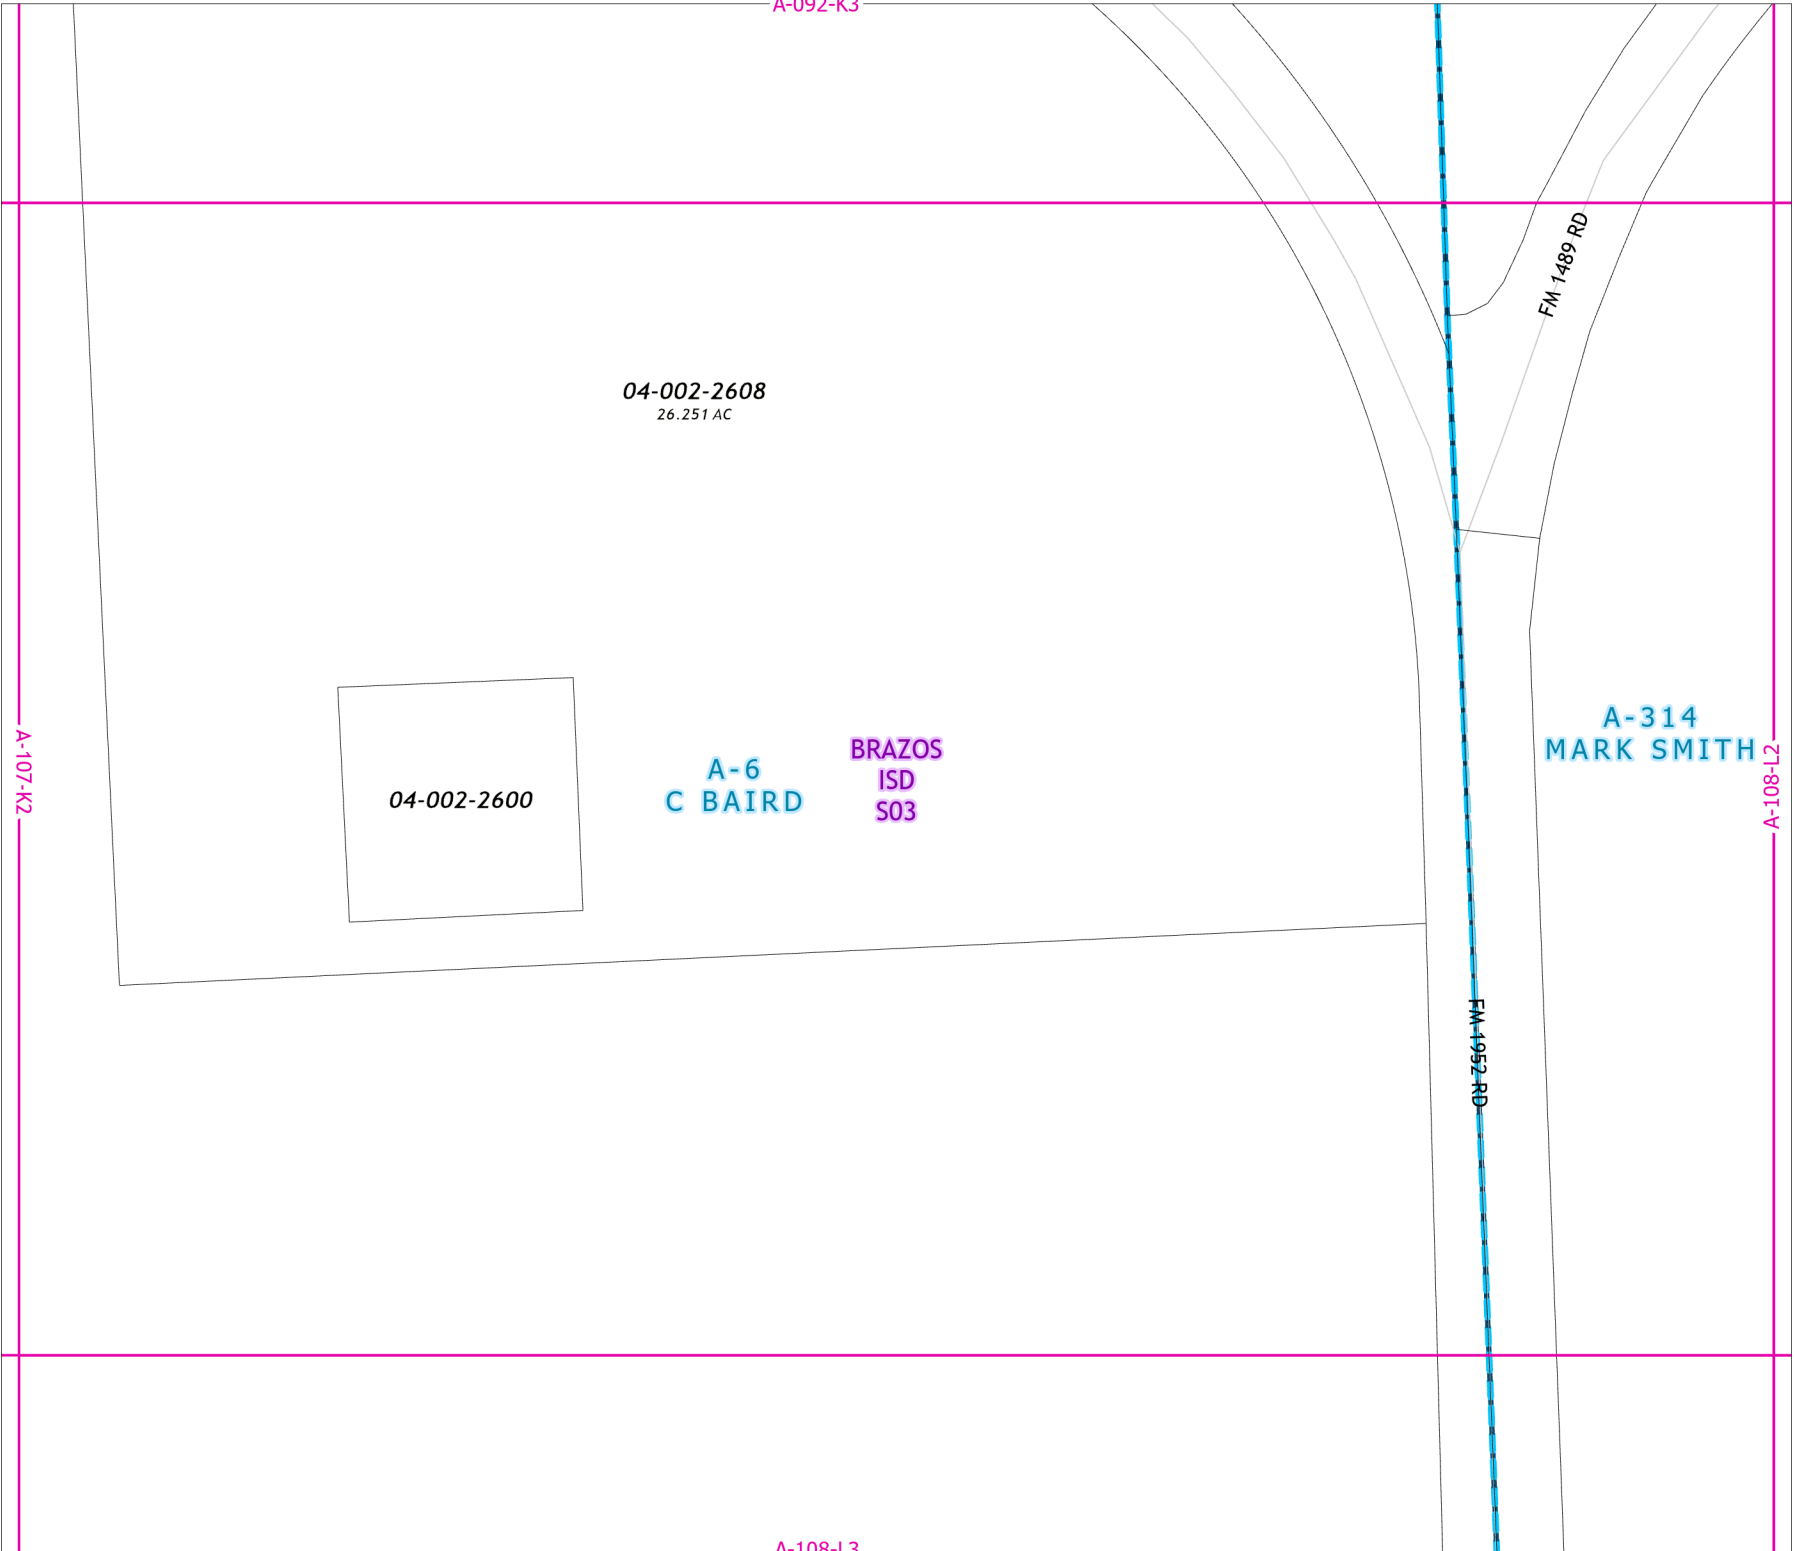 A-092-K3
FM 1489 RD
04-002-2608
26.251 AC
A-314
MARK SMITH
A-107-K2
A-108-L2
BRAZOS
ISD
S03
A-6
C BAIRD
04-002-2600
FM 1952 RD
A-108-L3